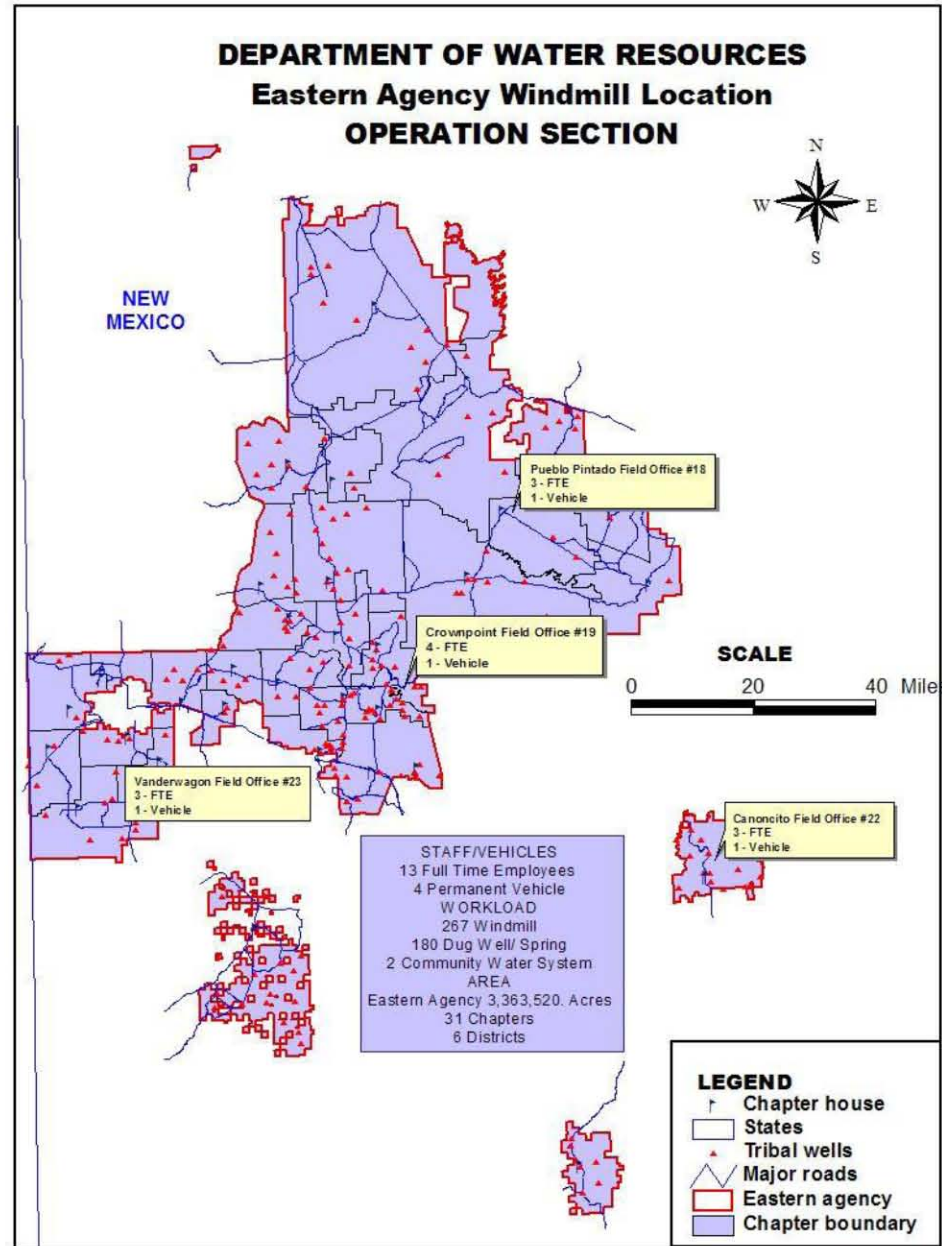 DEPARTMENT OF WATER RESOURCES
Eastern Agency Windmill Location
OPERATION SECTION
N
W
E
S
NEW
MEXICO
Pueblo Pintado Field Office #18
3 - FTE
1 - Vehicle
Crownpoint Field Office #19
4 - FTE
1 - Vehicle
SCALE
0 20 40 Mile
Vanderwagon Field Office #23
3 - FTE
1 - Vehicle
Canoncito Field Office #22
3 - FTE
1 - Vehicle
STAFF/VEHICLES
13 Full Time Employees
4 Permanent Vehicle
WORKLOAD
267 Windmill
180 Dug Well/ Spring
2 Community Water System
AREA
Eastern Agency 3,363,520. Acres
31 Chapters
6 Districts
LEGEND
Chapter house
States
Tribal wells
Major roads
Eastern agency
Chapter boundary